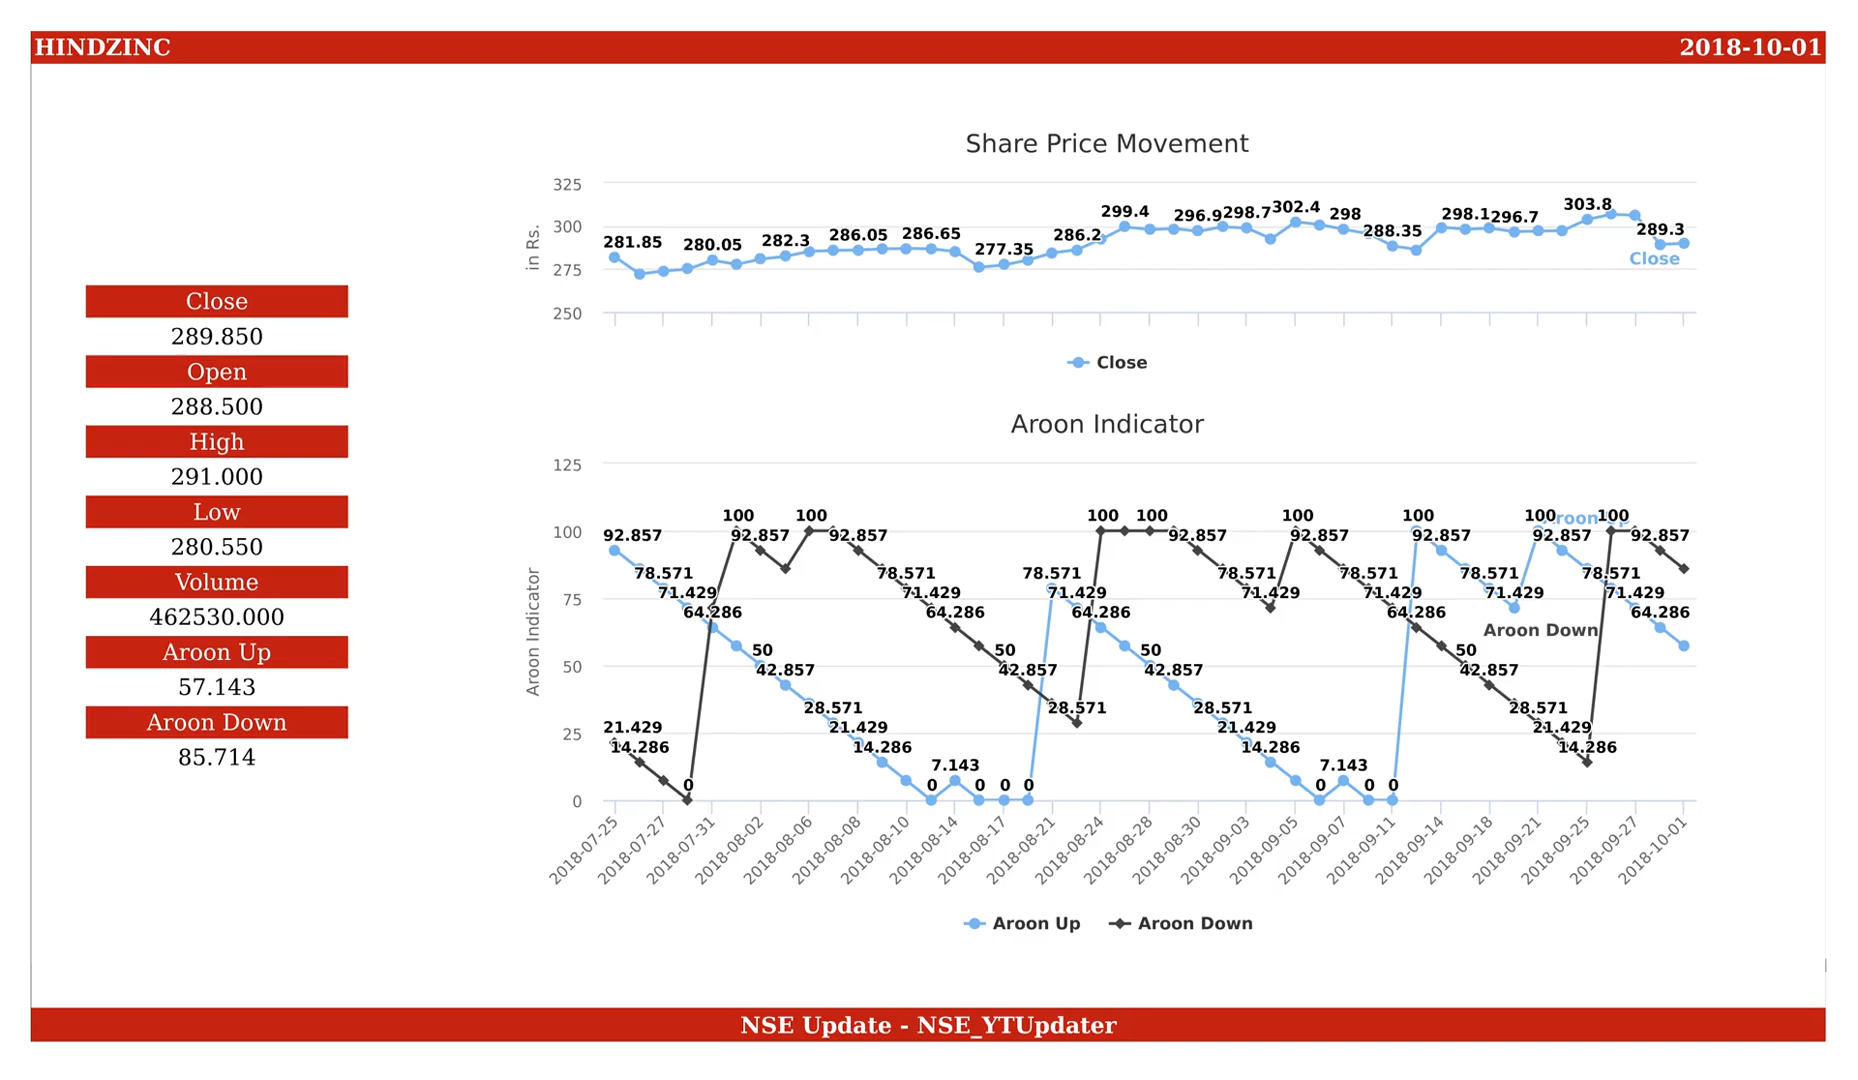 HINDZINC 2018-10-01
Close
289.850
Open
288.500
High
291.000
Low
280.550
Volume
462530.000
Aroon Up
57.143
Aroon Down
85.714
Share Price Movement
in Rs.
325
300
275
250
281.85 280.05 282.3 286.05 286.65 277.35 286.2 299.4 296.9 298.7 302.4 298 288.35 298.1 296.7 303.8 289.3
Close
Close
Aroon Indicator
Aroon Indicator
125
100
75
50
25
0
100 100 100 100 100 100 100 100
Aroon Up
92.857 92.857 92.857 92.857 92.857 92.857 92.857 92.857
78.571 78.571 78.571 78.571 78.571 78.571 78.571
71.429 71.429 71.429 71.429 71.429 71.429 71.429
64.286 64.286 64.286 64.286 64.286
Aroon Down
50 50 50 50
42.857 42.857 42.857 42.857
28.571 28.571 28.571 28.571
21.429 21.429 21.429 21.429
14.286 14.286 14.286 14.286
7.143 7.143
0 0 0 0 0 0 0 0
2018-07-25 2018-07-27 2018-07-31 2018-08-02 2018-08-06 2018-08-08 2018-08-10 2018-08-14 2018-08-17 2018-08-21 2018-08-24 2018-08-28 2018-08-30 2018-09-03 2018-09-05 2018-09-07 2018-09-11 2018-09-14 2018-09-18 2018-09-21 2018-09-25 2018-09-27 2018-10-01
Aroon Up Aroon Down
NSE Update - NSE_YTUpdater